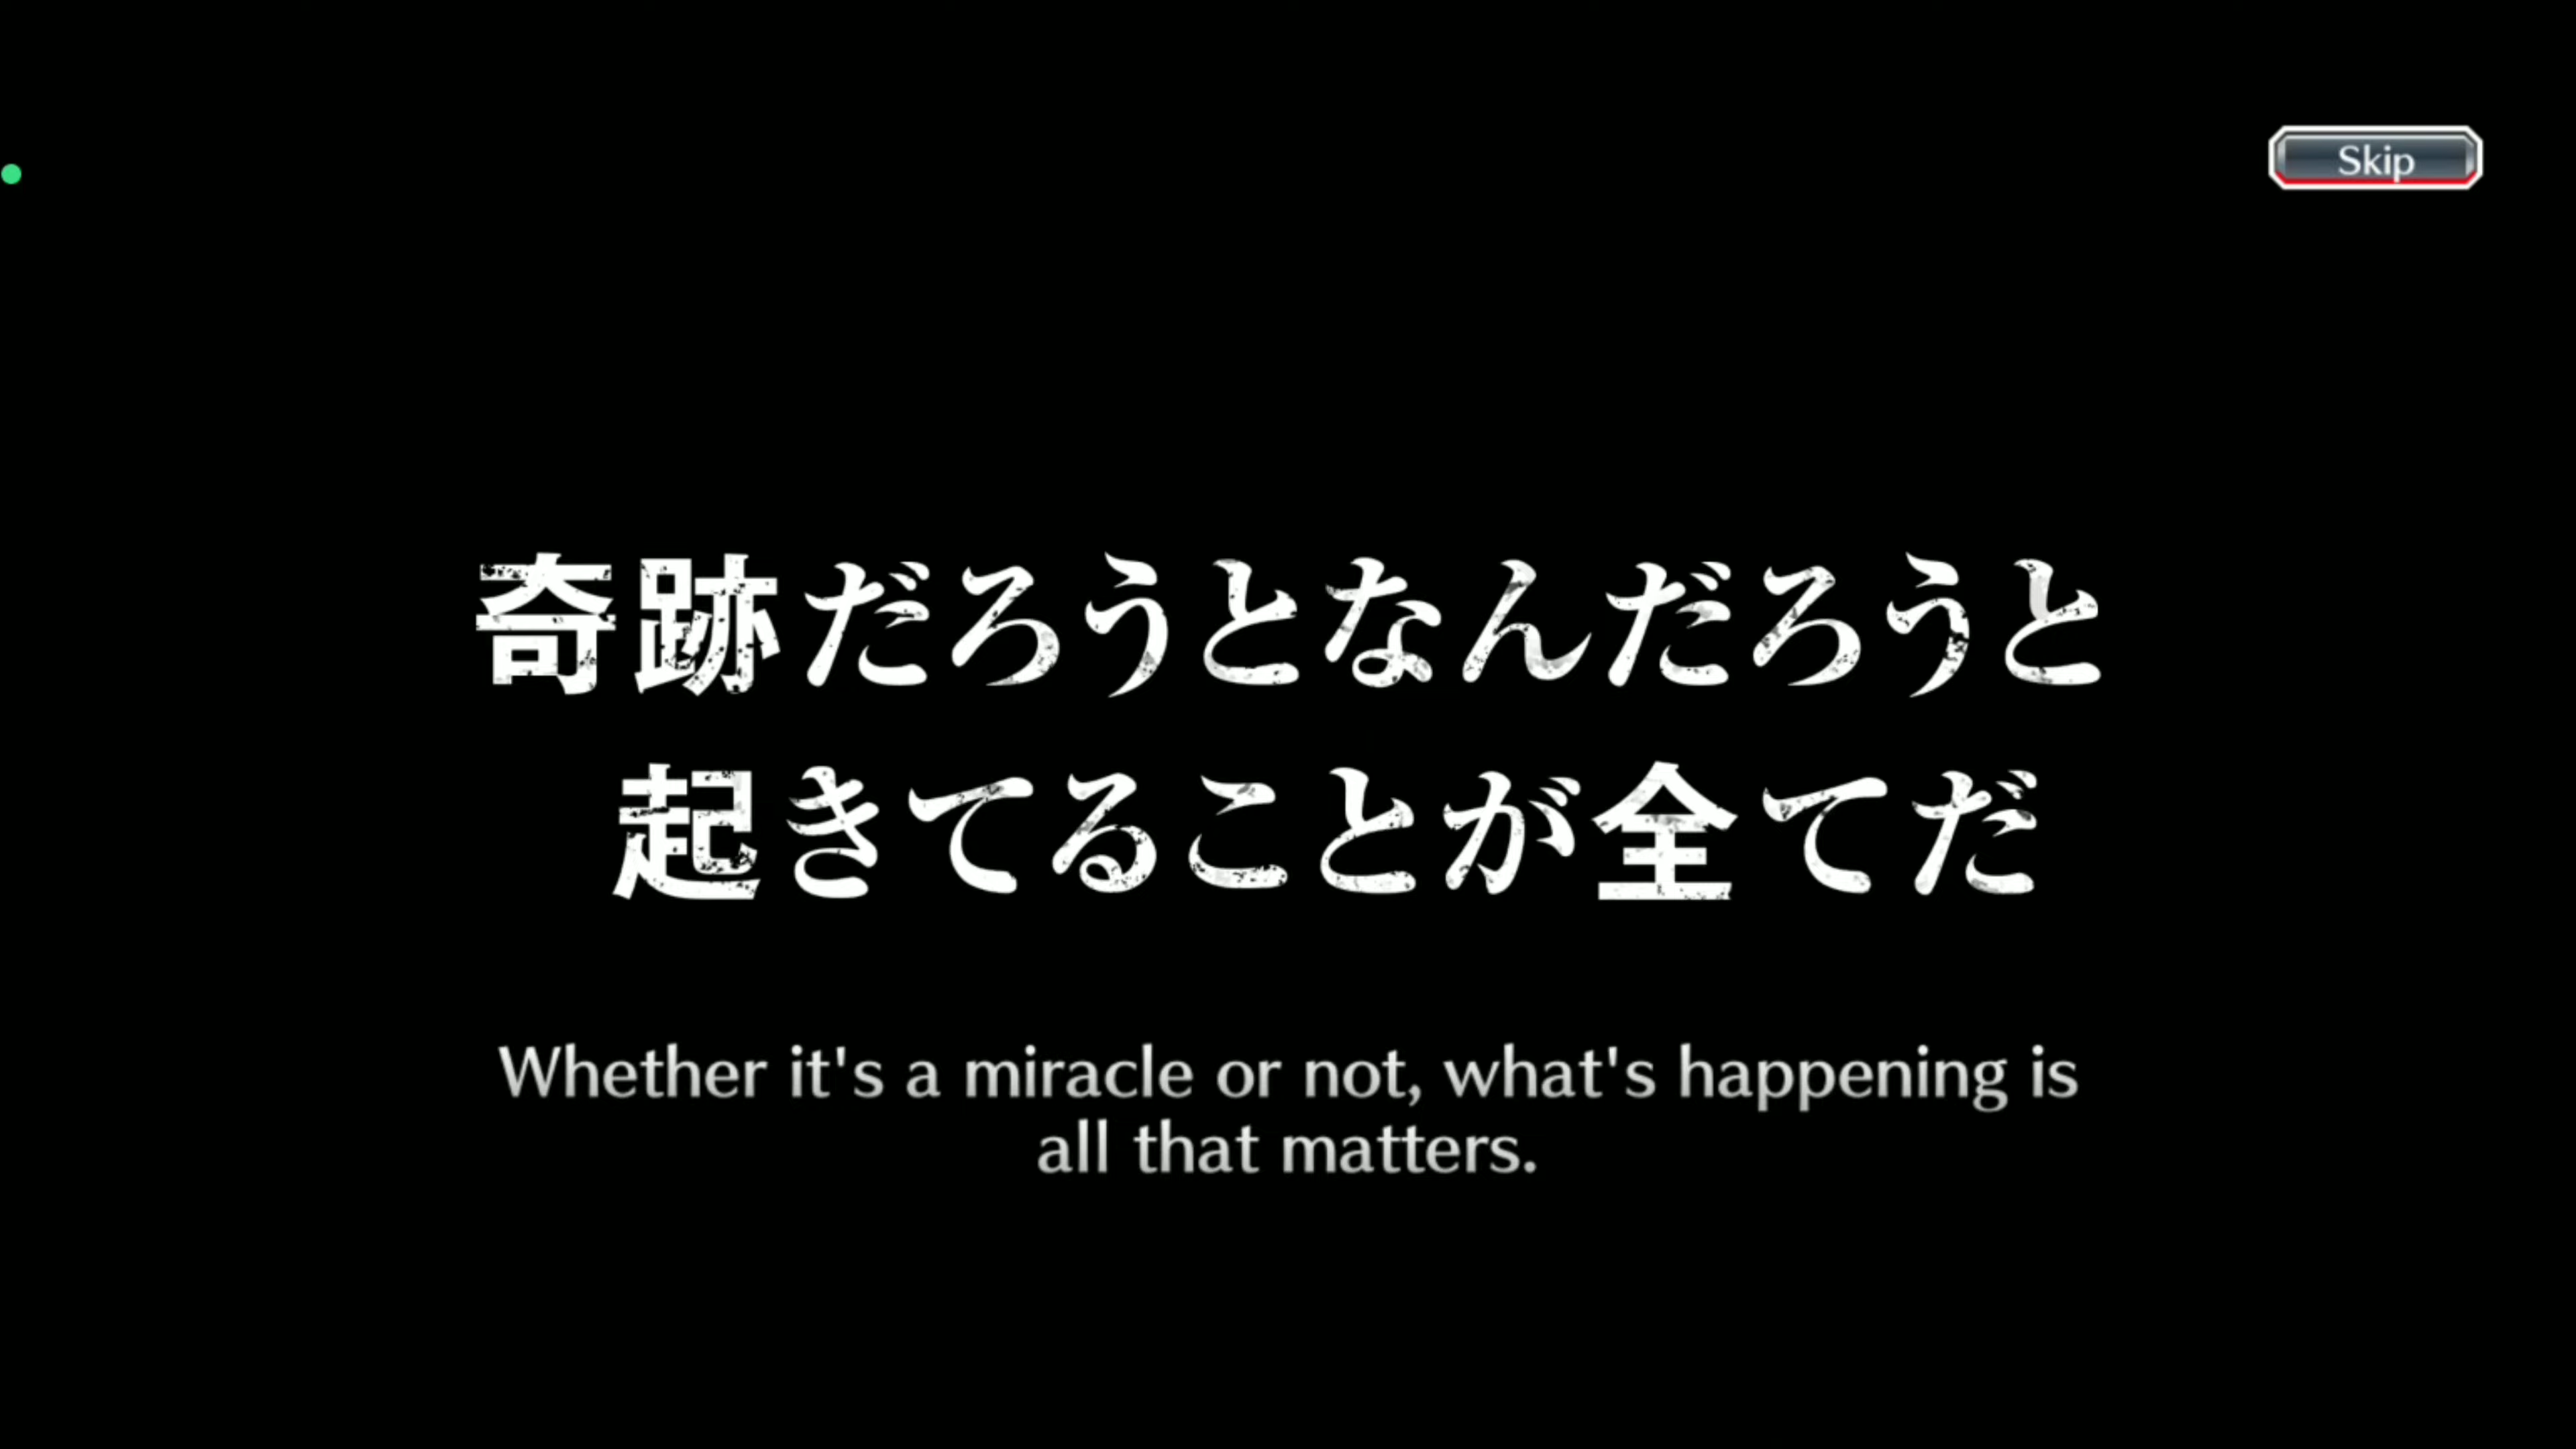 Skip
奇跡だろうとなんだろうと
起きてることが全てだ
Whether it's a miracle or not, what's happening is
all that matters.